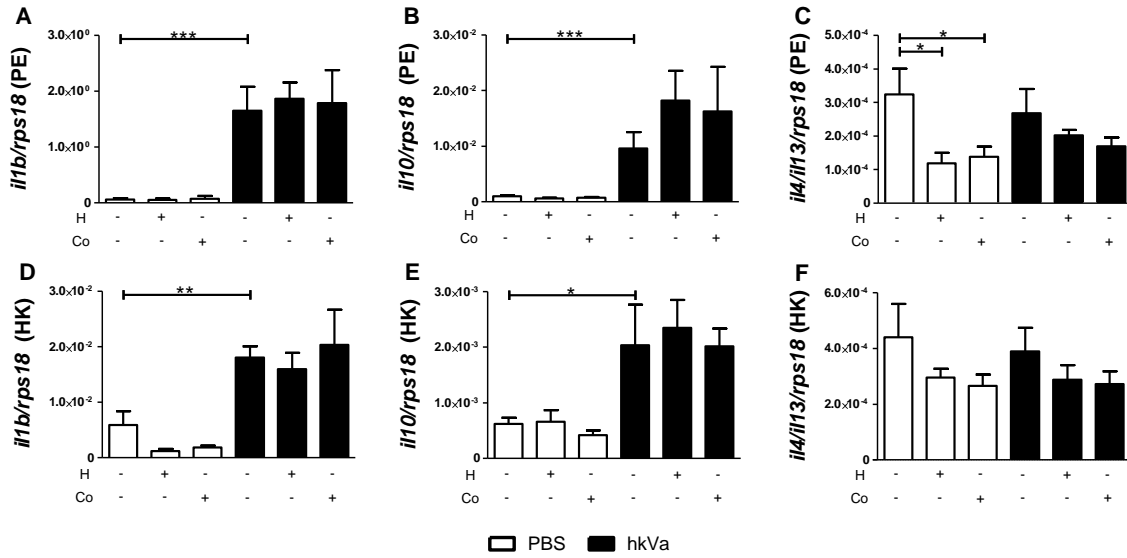 A
il1b/rps18 (PE)
3.0×10⁰
2.0×10⁰
1.0×10⁰
0
***
H - + - - + -
Co - - + - - +
B
il10/rps18 (PE)
3.0×10⁻²
2.0×10⁻²
1.0×10⁻²
0
***
H - + - - + -
Co - - + - - +
C
il4/il13/rps18 (PE)
5.0×10⁻⁴
4.0×10⁻⁴
3.0×10⁻⁴
2.0×10⁻⁴
1.0×10⁻⁴
0
*
*
H - + - - + -
Co - - + - - +
D
il1b/rps18 (HK)
3.0×10⁻²
2.0×10⁻²
1.0×10⁻²
0
**
H - + - - + -
Co - - + - - +
E
il10/rps18 (HK)
3.0×10⁻³
2.0×10⁻³
1.0×10⁻³
0
*
H - + - - + -
Co - - + - - +
F
il4/il13/rps18 (HK)
6.0×10⁻⁴
4.0×10⁻⁴
2.0×10⁻⁴
0
H - + - - + -
Co - - + - - +
PBS hkVa